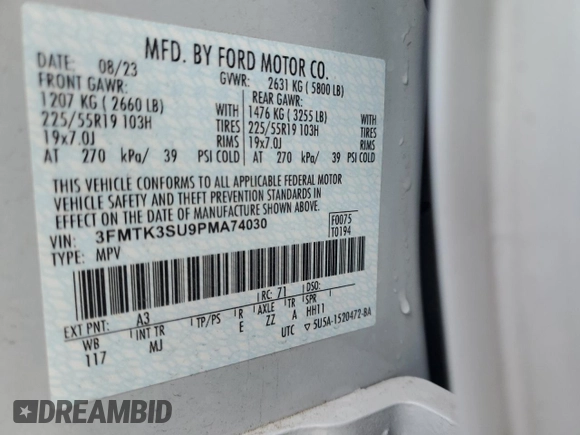 MFD. BY FORD MOTOR CO.
DATE: 08/23 GVWR: 2631 KG ( 5800 LB)
FRONT GAWR: REAR GAWR:
1207 KG ( 2660 LB) WITH 1476 KG ( 3255 LB) WITH
225/55R19 103H TIRES 225/55R19 103H TIRES
19x7.0J RIMS 19x7.0J RIMS
AT 270 kPa/ 39 PSI COLD AT 270 kPa/ 39 PSI COLD
THIS VEHICLE CONFORMS TO ALL APPLICABLE FEDERAL MOTOR
VEHICLE SAFETY AND THEFT PREVENTION STANDARDS IN
EFFECT ON THE DATE OF MANUFACTURE SHOWN ABOVE.
VIN: 3FMTK3SU9PMA74030 F0075
TYPE: MPV T0194
EXT PNT: A3 RC: 71 DSO:
WB INT TR TP/PS R AXLE TR SPR
117 MJ E ZZ A HH11
UTC 5U5A-1520472-BA
DREAMBID